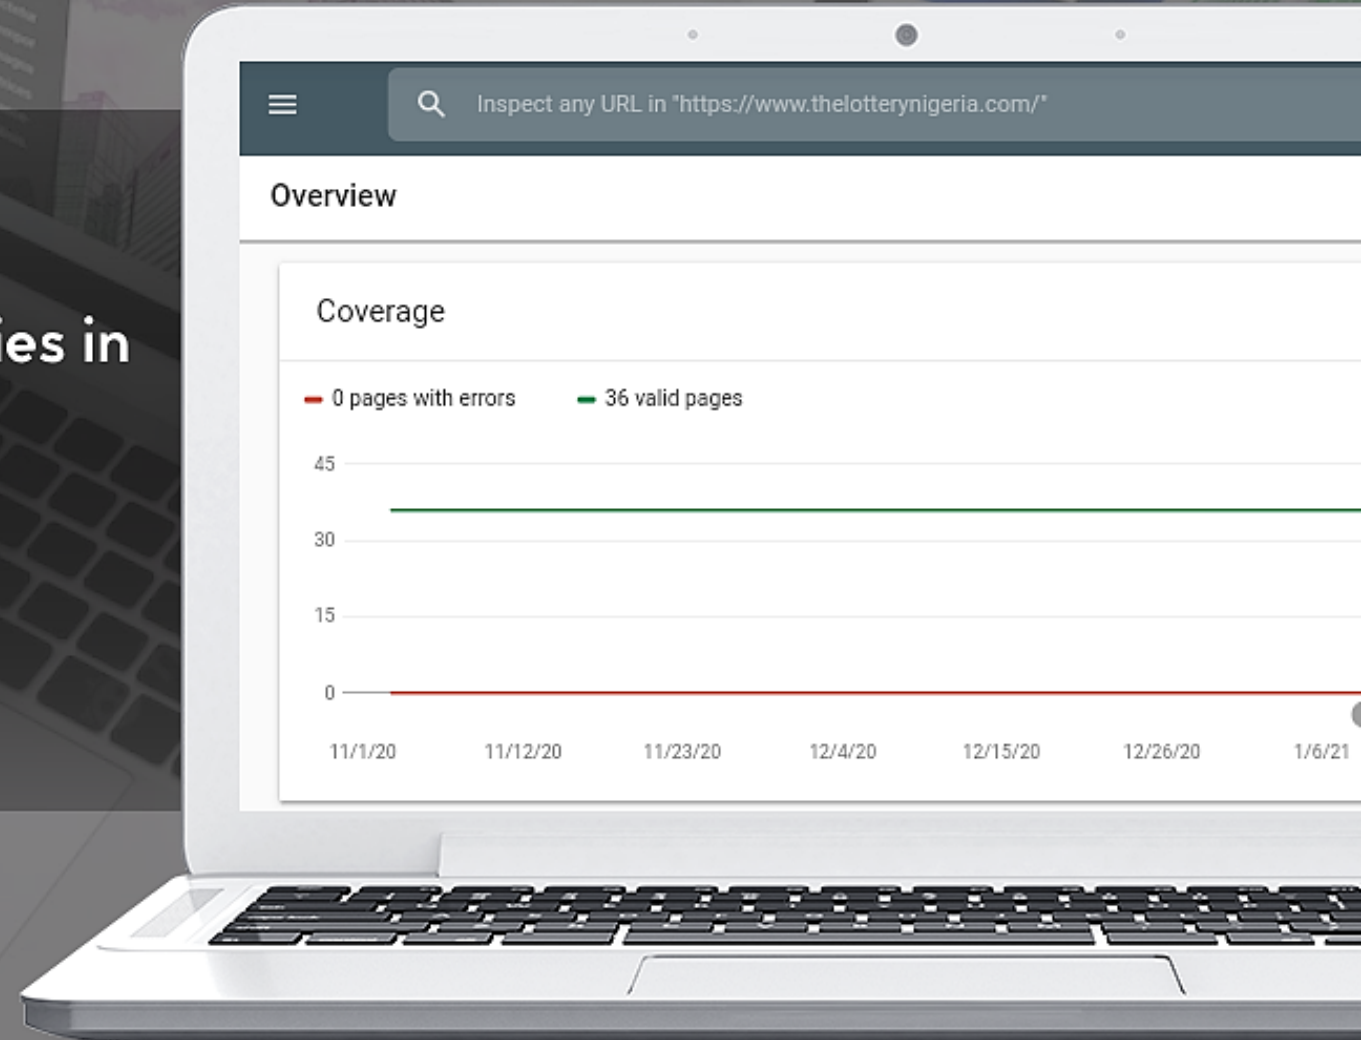 Inspect any URL in "https://www.thelotterynigeria.com/"
Overview
ies in
Coverage
0 pages with errors 36 valid pages
45
30
15
0
11/1/20 11/12/20 11/23/20 12/4/20 12/15/20 12/26/20 1/6/21